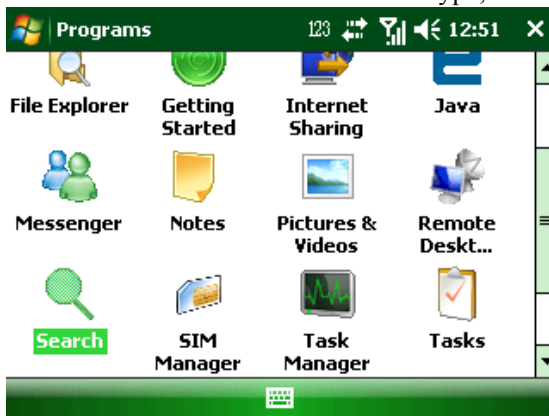 Programs 123 12:51
File Explorer Getting Internet Java
Started Sharing
Messenger Notes Pictures & Remote
Videos Deskt...
Search SIM Task Tasks
Manager Manager